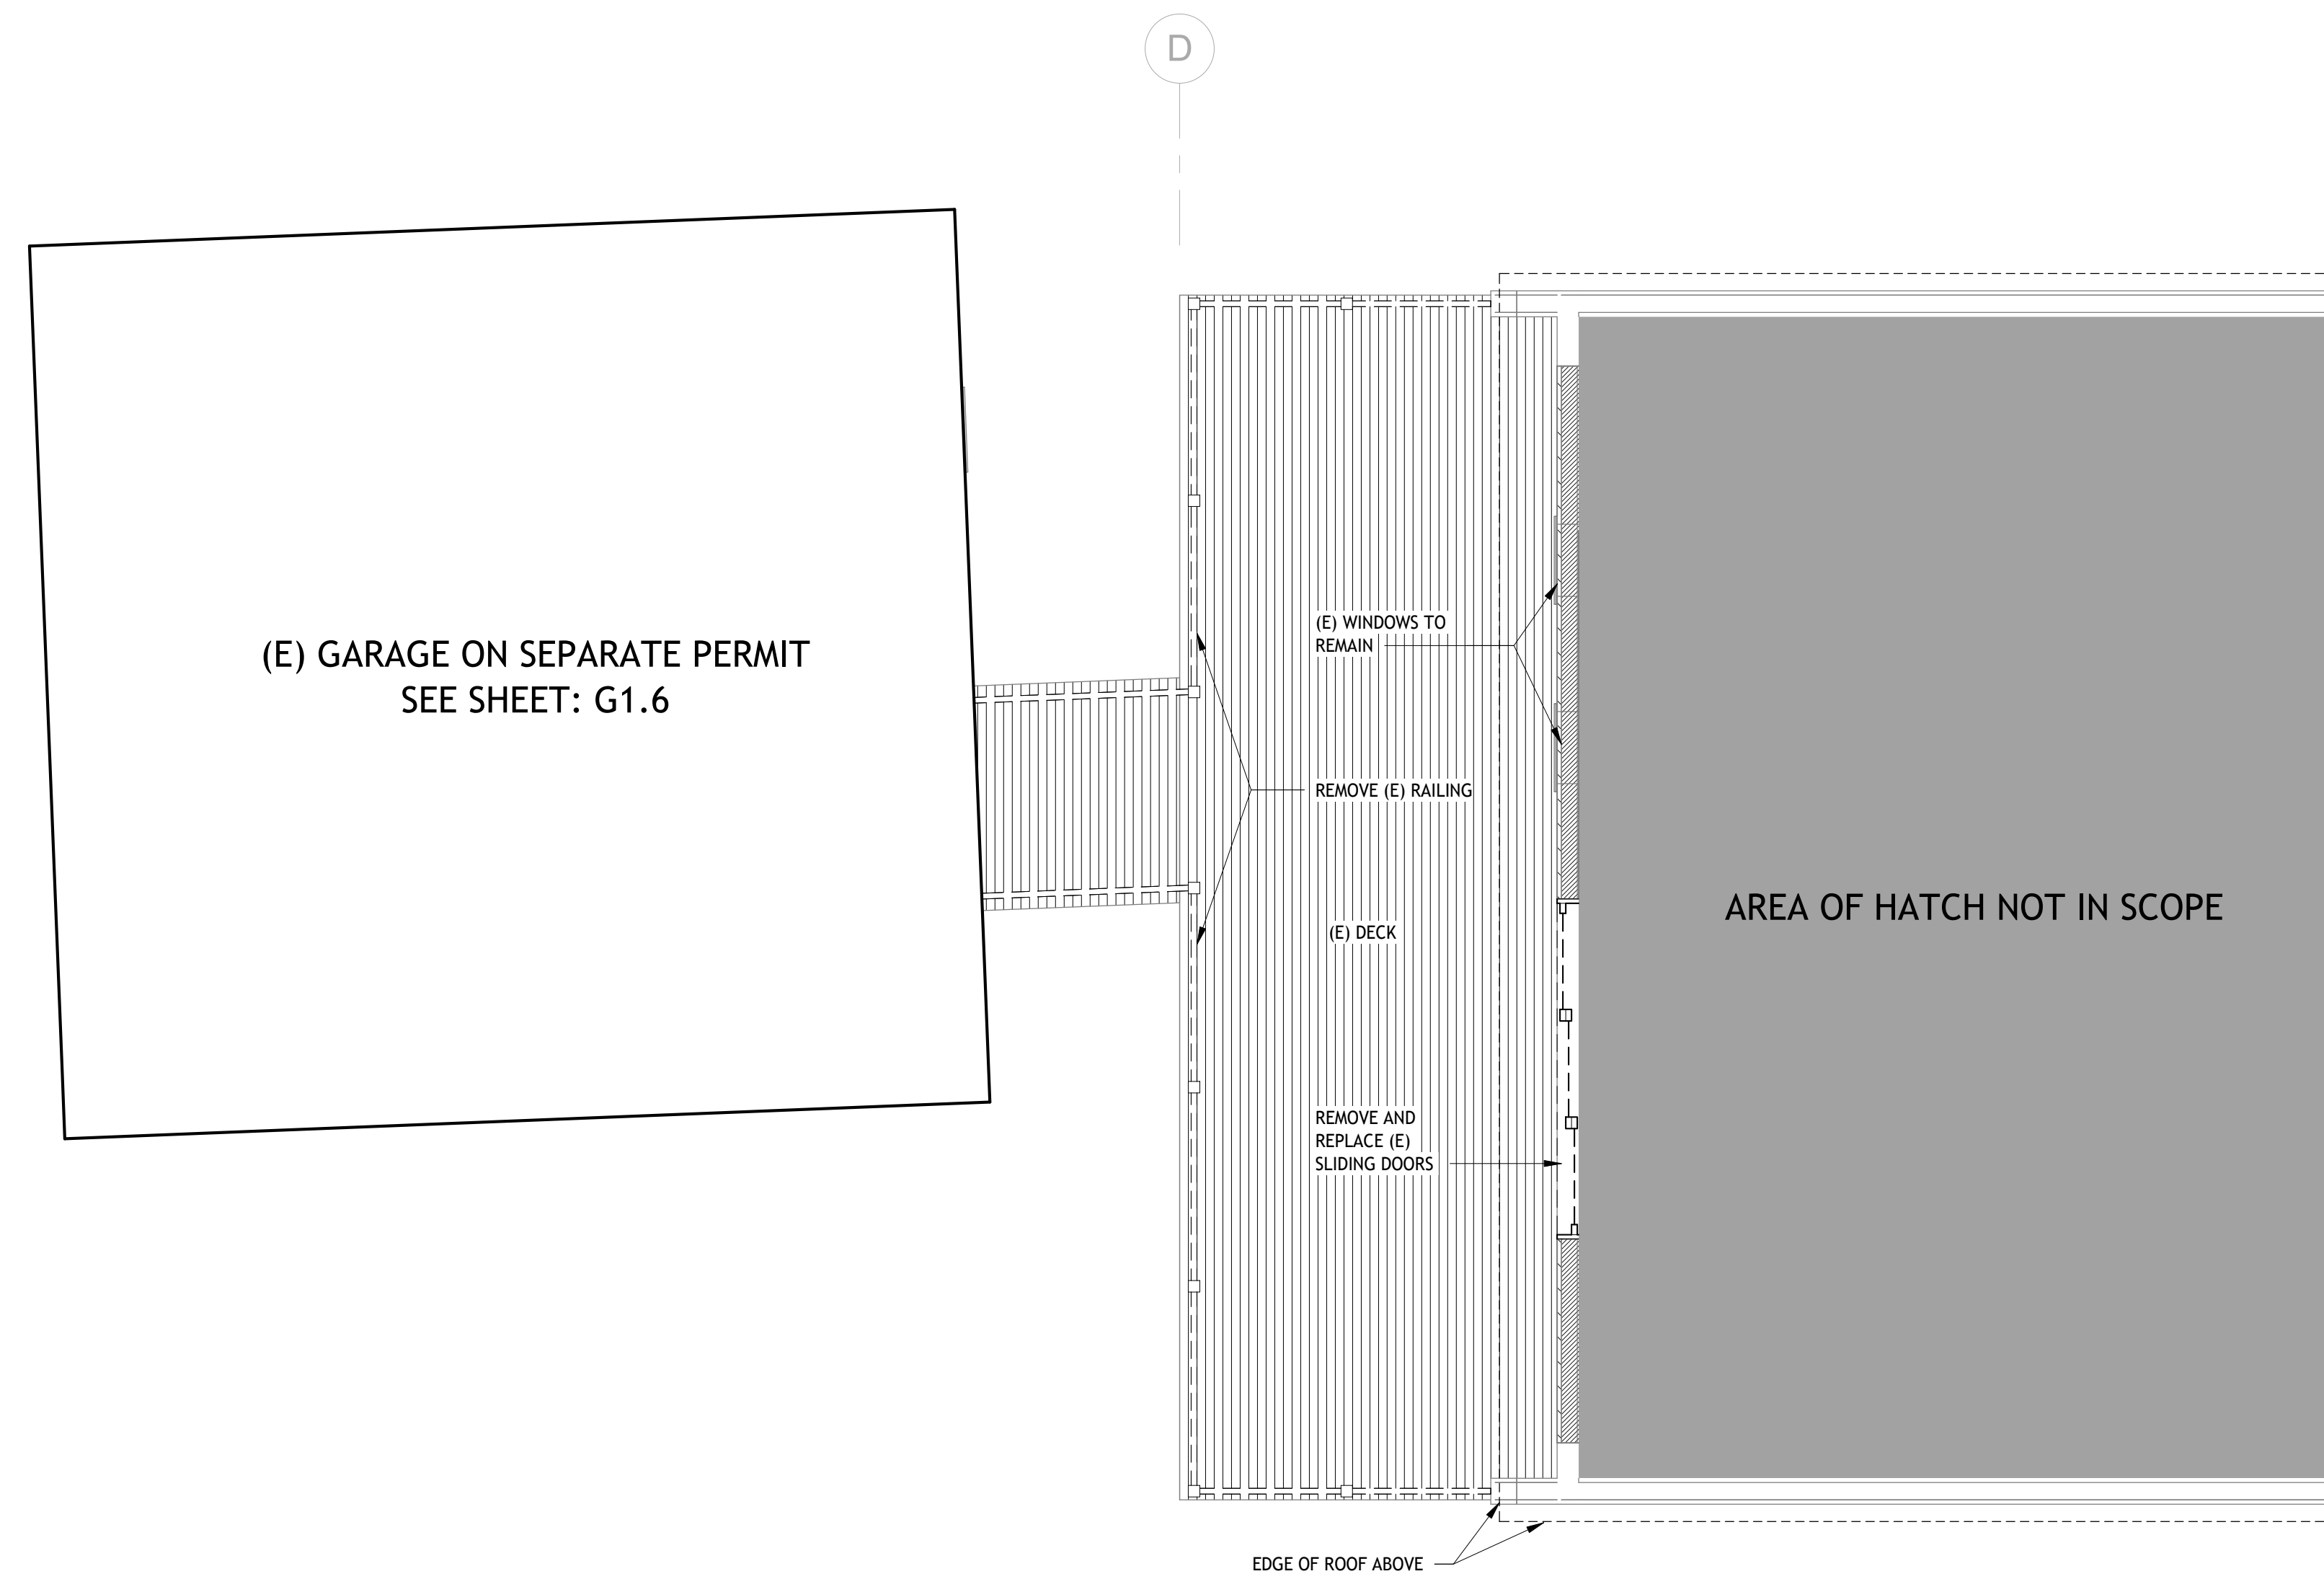 D
(E) GARAGE ON SEPARATE PERMIT
SEE SHEET: G1.6
(E) WINDOWS TO
REMAIN
REMOVE (E) RAILING
(E) DECK
AREA OF HATCH NOT IN SCOPE
REMOVE AND
REPLACE (E)
SLIDING DOORS
EDGE OF ROOF ABOVE